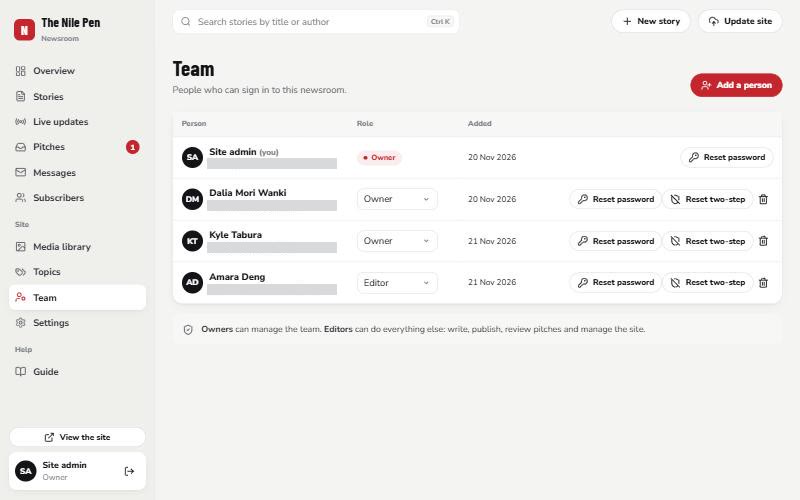 N
The Nile Pen
Newsroom
Overview
Stories
Live updates
Pitches 1
Messages
Subscribers
Site
Media library
Topics
Team
Settings
Help
Guide
View the site
SA
Site admin
Owner
Search stories by title or author Ctrl K
New story
Update site
Team
People who can sign in to this newsroom.
Add a person
Person Role Added
SA Site admin (you) Owner 20 Nov 2026 Reset password
DM Dalia Mori Wanki Owner 20 Nov 2026 Reset password Reset two-step
KT Kyle Tabura Owner 21 Nov 2026 Reset password Reset two-step
AD Amara Deng Editor 21 Nov 2026 Reset password Reset two-step
Owners can manage the team. Editors can do everything else: write, publish, review pitches and manage the site.